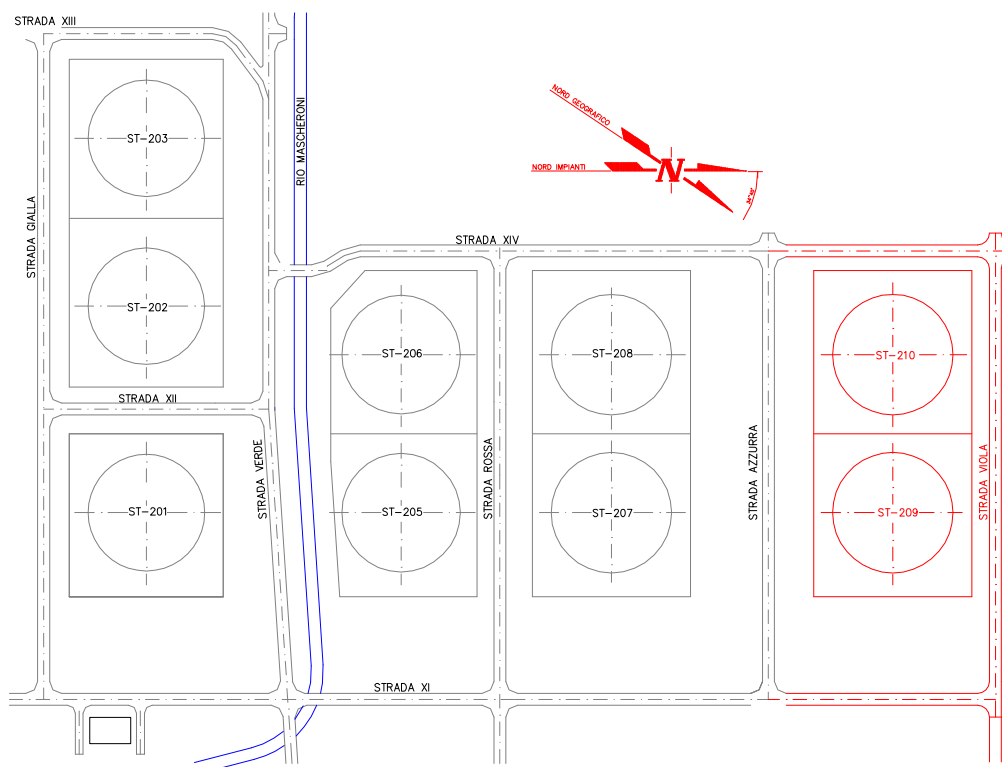 STRADA XIII
NORD GEOGRAFICO
RIO MASCHERONI
ST-203
NORD IMPIANTI
N
34°45'
STRADA GIALLA
STRADA XIV
ST-202
ST-206
ST-208
ST-210
STRADA XII
STRADA VERDE
STRADA ROSSA
STRADA AZZURRA
STRADA VIOLA
ST-201
ST-205
ST-207
ST-209
STRADA XI